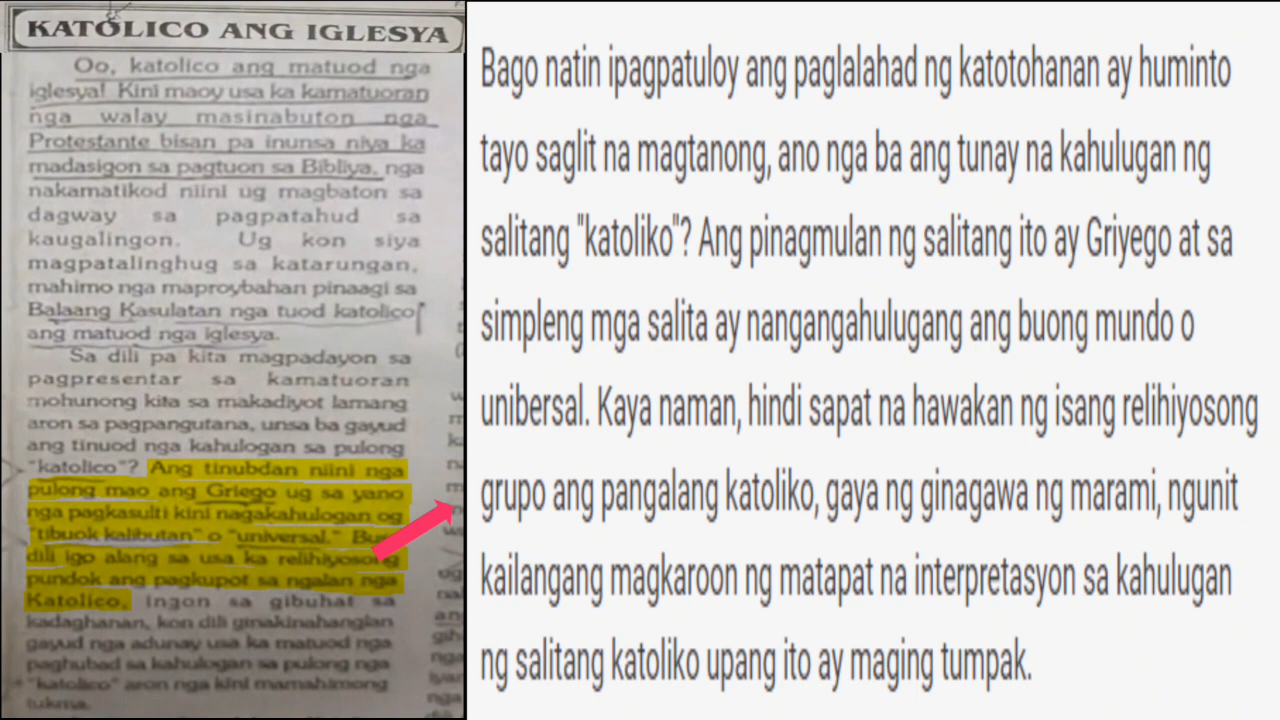 KATOLICO ANG IGLESYA
Oo, katolico ang matuod nga
iglesya! Kini maoy usa ka kamatuoran
nga walay masinabuton nga
Protestante bisan pa inunsa niya ka
madasigon sa pagtuon sa Bibliya, nga
nakamatikod niini ug magbaton sa
dagway sa pagpatahud sa
kaugalingon. Ug kon siya
magpatalinghug sa katarungan,
mahimo nga maproybahan pinaagi sa
Balaang Kasulatan nga tuod katolico
ang matuod nga iglesya.
Sa dili pa kita magpadayon sa
pagpresentar sa kamatuoran
mohunong kita sa makadiyot lamang
aron sa pagpangutana, unsa ba gayud
ang tinuod nga kahulogan sa pulong
"katolico"? Ang tinubdan niini nga
pulong mao ang Griego ug sa yano
nga pagkasulti kini nagakahulogan og
"tibuok kalibutan" o "universal."
dili igo alang sa usa ka relihiyosong
pundok ang pagkupot sa ngalan nga
Katolico, ingon sa gibuhat sa
kadaghanan, kon dili ginakinahanglan
gayud nga adunay usa ka matuod nga
paghubad sa kahulogan sa pulong nga
"katolico" aron nga kini mamahimong
tukma.
Bago natin ipagpatuloy ang paglalahad ng katotohanan ay huminto
tayo saglit na magtanong, ano nga ba ang tunay na kahulugan ng
salitang "katoliko"? Ang pinagmulan ng salitang ito ay Griyego at sa
simpleng mga salita ay nangangahulugang ang buong mundo o
unibersal. Kaya naman, hindi sapat na hawakan ng isang relihiyosong
grupo ang pangalang katoliko, gaya ng ginagawa ng marami, ngunit
kailangang magkaroon ng matapat na interpretasyon sa kahulugan
ng salitang katoliko upang ito ay maging tumpak.